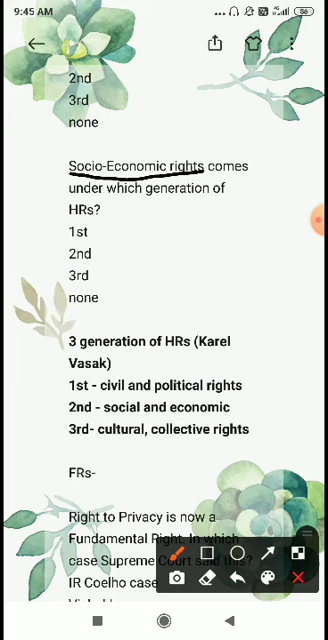 9:45 AM
2nd
3rd
none
Socio-Economic rights comes
under which generation of
HRs?
1st
2nd
3rd
none
3 generation of HRs (Karel
Vasak)
1st - civil and political rights
2nd - social and economic
3rd- cultural, collective rights
FRs-
Right to Privacy is now a
Fundamental Right. In which
case Supreme Court said this?
IR Coelho case